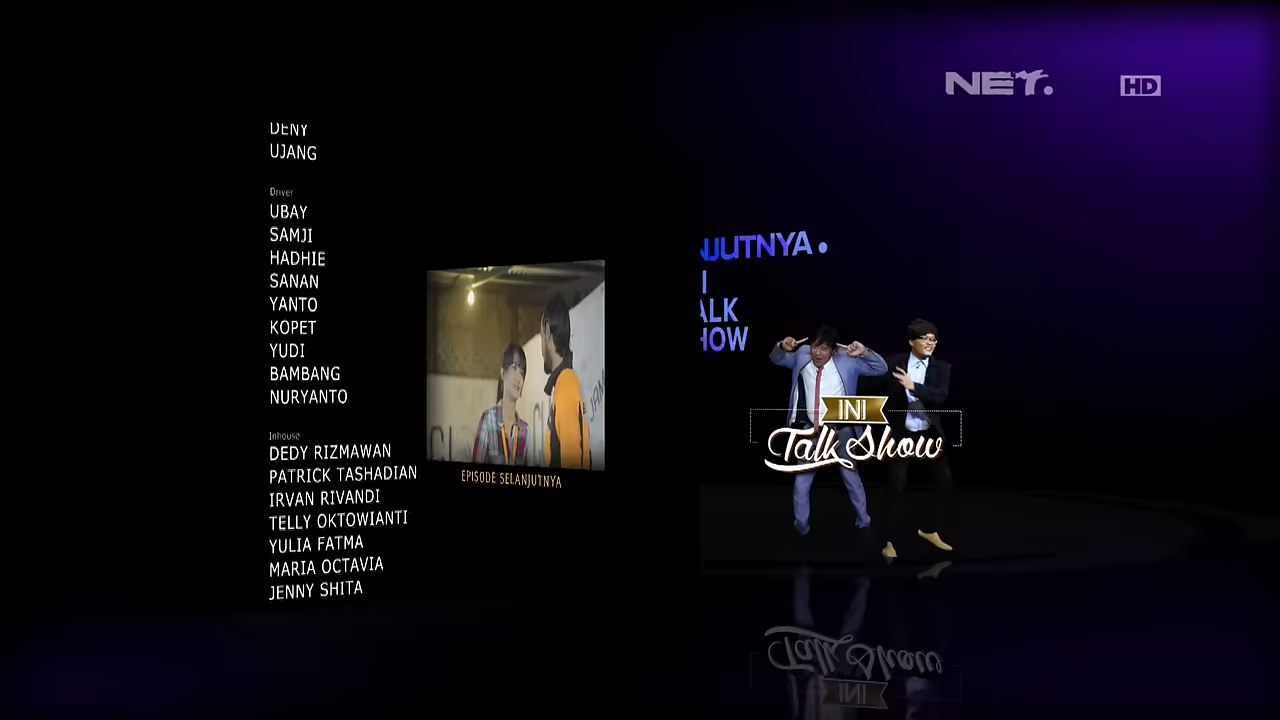 DENY
UJANG
Driver
UBAY
SAMJI
HADHIE
SANAN
YANTO
KOPET
YUDI
BAMBANG
NURYANTO
Inhouse
DEDY RIZMAWAN
PATRICK TASHADIAN
IRVAN RIVANDI
TELLY OKTOWIANTI
YULIA FATMA
MARIA OCTAVIA
JENNY SHITA
EPISODE SELANJUTNYA
NET.
HD
NJUTNYA.
I
ALK
HOW
INI
Talk Show